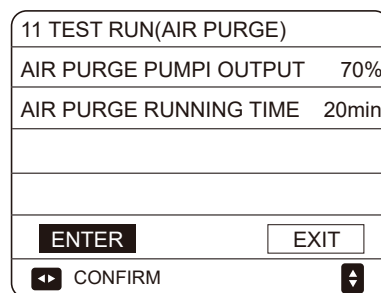 11 TEST RUN(AIR PURGE)
AIR PURGE PUMPI OUTPUT 70%
AIR PURGE RUNNING TIME 20min
ENTER EXIT
CONFIRM